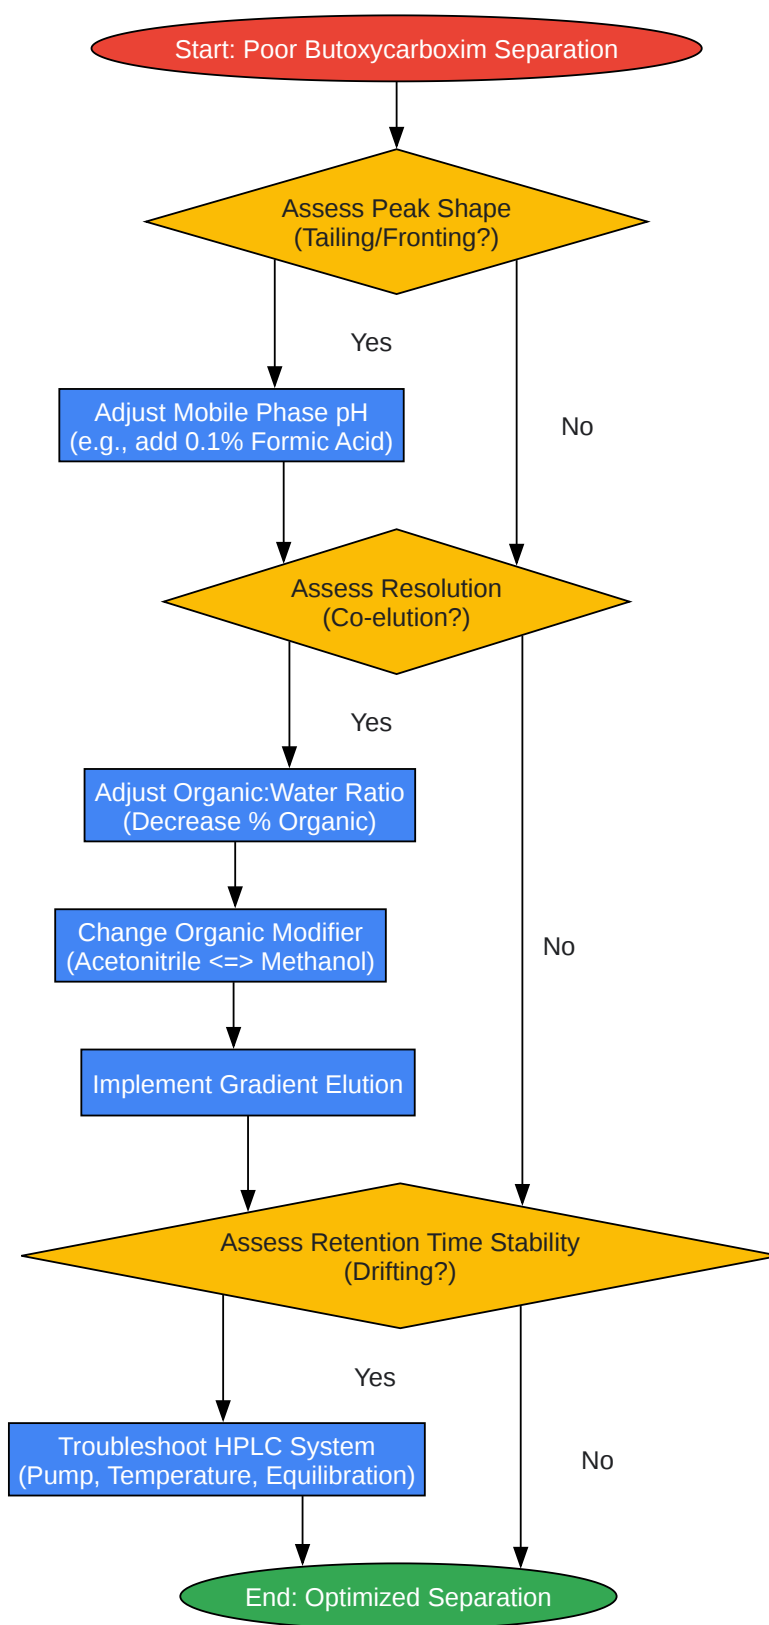 Start: Poor Butoxycarboxim Separation
Assess Peak Shape
(Tailing/Fronting?)
Yes
Adjust Mobile Phase pH
(e.g., add 0.1% Formic Acid)
No
Assess Resolution
(Co-elution?)
Yes
Adjust Organic:Water Ratio
(Decrease % Organic)
Change Organic Modifier
(Acetonitrile <=> Methanol)
No
Implement Gradient Elution
Assess Retention Time Stability
(Drifting?)
Yes
Troubleshoot HPLC System
(Pump, Temperature, Equilibration)
No
End: Optimized Separation